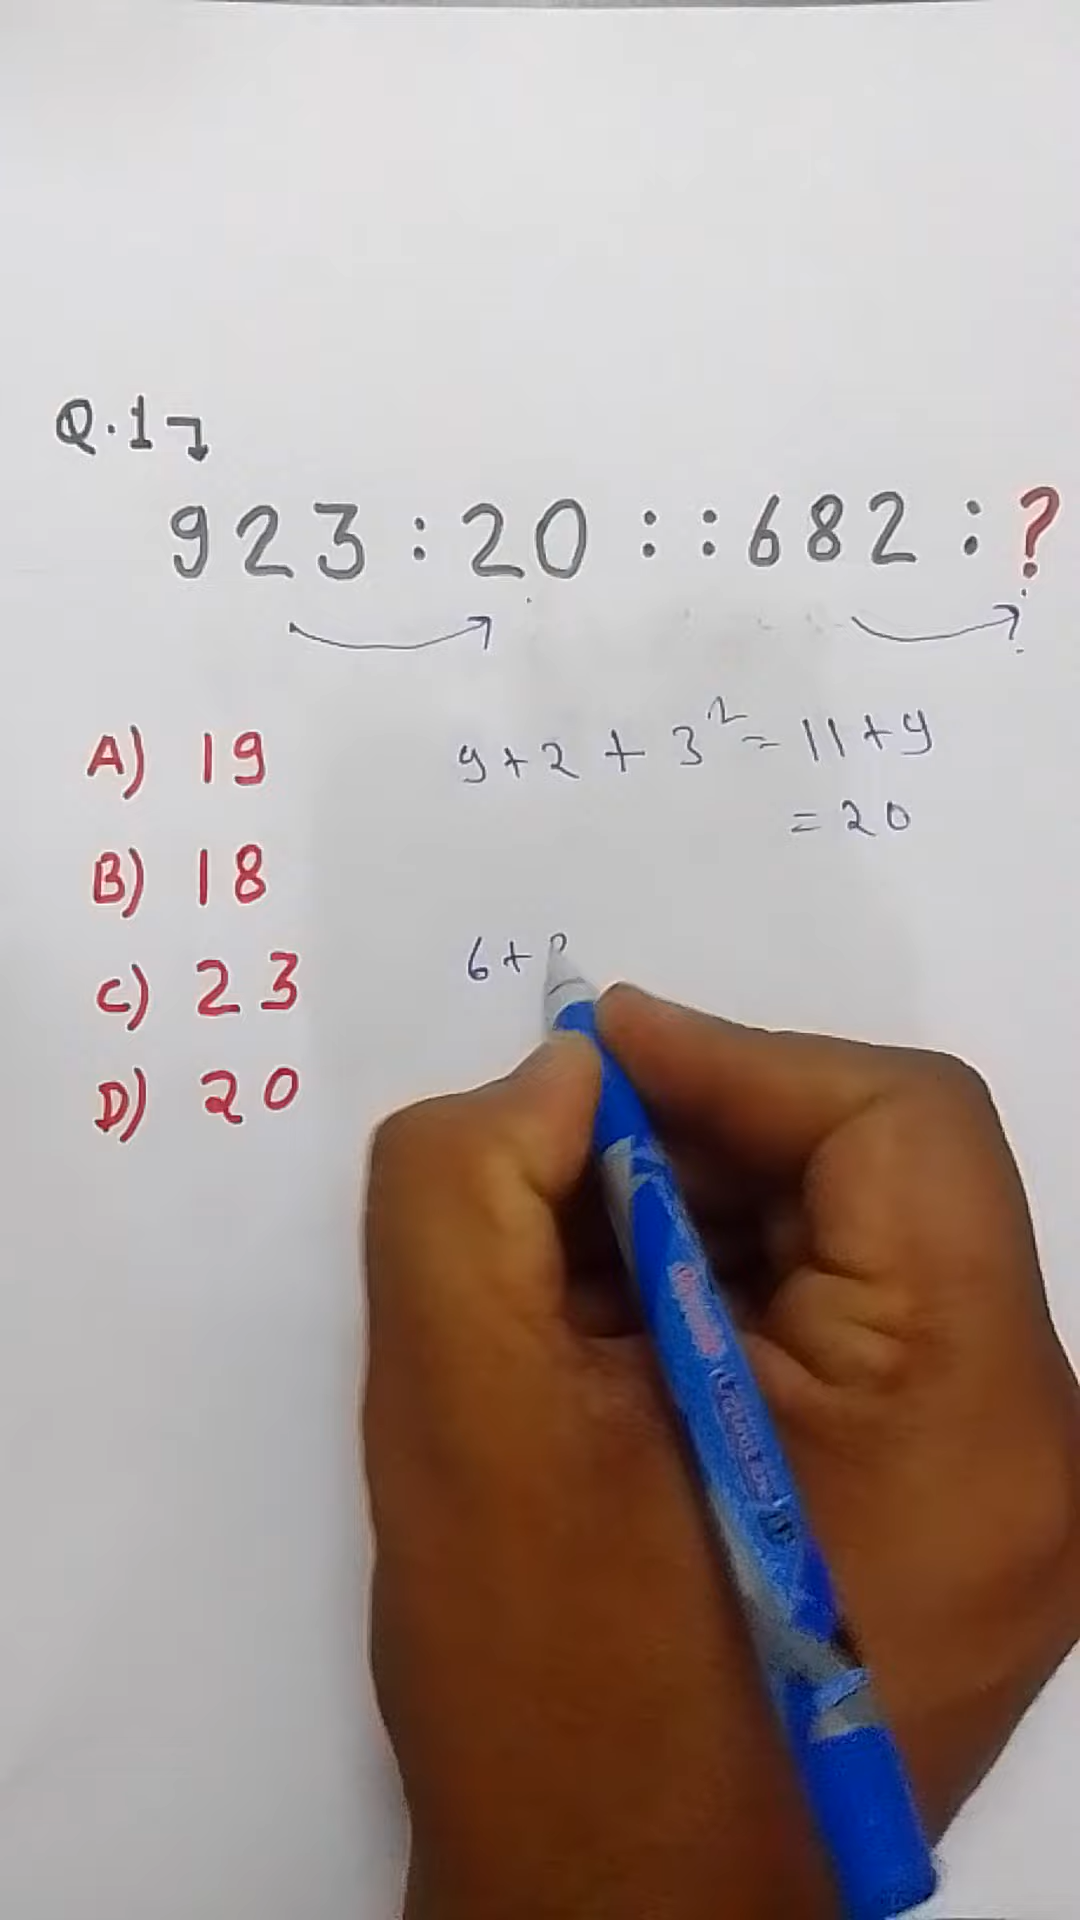 Q.1
923 : 20 :: 682 : ?
A) 19
B) 18
C) 23
D) 20
9+2+3²=11+9
=20
6+